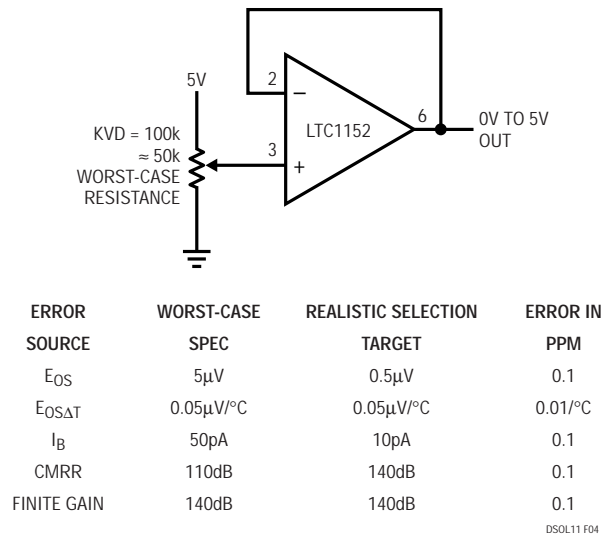 5V
KVD = 100k
≈ 50k
WORST-CASE
RESISTANCE
2
3
–
+
LTC1152
6
0V TO 5V
OUT
ERROR SOURCE WORST-CASE SPEC REALISTIC SELECTION TARGET ERROR IN PPM
EOS 5µV 0.5µV 0.1
EOSΔT 0.05µV/°C 0.05µV/°C 0.01/°C
IB 50pA 10pA 0.1
CMRR 110dB 140dB 0.1
FINITE GAIN 140dB 140dB 0.1
DSOL11 F04